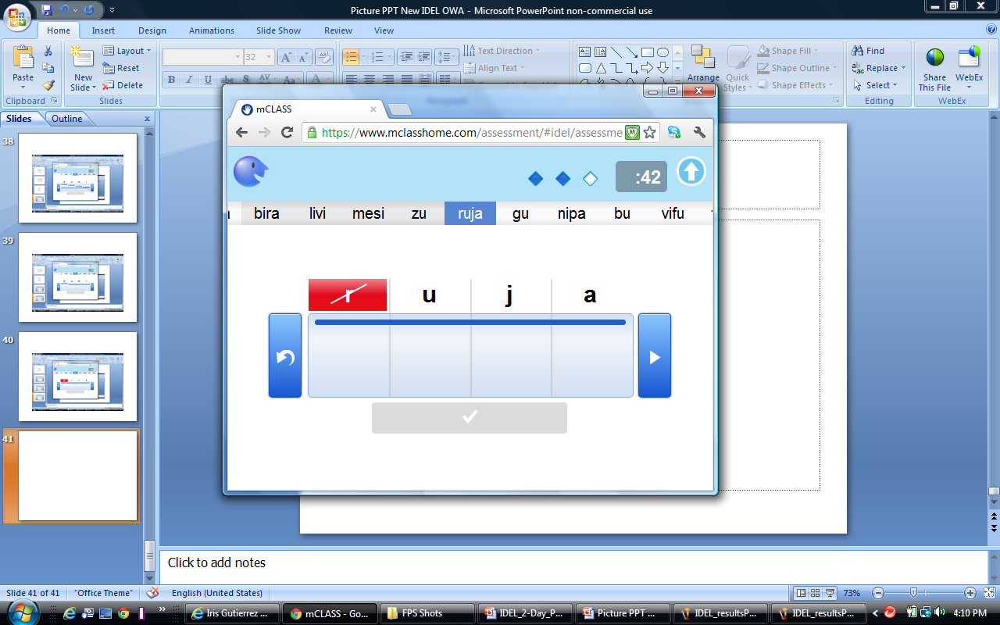 Picture PPT New IDEL OWA - Microsoft PowerPoint non-commercial use
Home Insert Design Animations Slide Show Review View
Paste
Clipboard
New Slide
Layout
Reset
Delete
Slides
32
B I U abc S AV Aa A
Text Direction
Align Text
Paragraph
Arrange
Quick Styles
Shape Fill
Shape Outline
Shape Effects
Find
Replace
Select
Editing
Share This File
WebEx
WebEx
Slides Outline
38
39
40
41
mCLASS
https://www.mclasshome.com/assessment/#idel/assessme
:42
bira livi mesi zu ruja gu nipa bu vifu
r u j a
Click to add notes
Slide 41 of 41 "Office Theme" English (United States) 73%
Iris Gutierrez ... mCLASS - Go... FPS Shots IDEL_2-Day_P... Picture PPT ... IDEL_resultsP... IDEL_resultsP... 4:10 PM